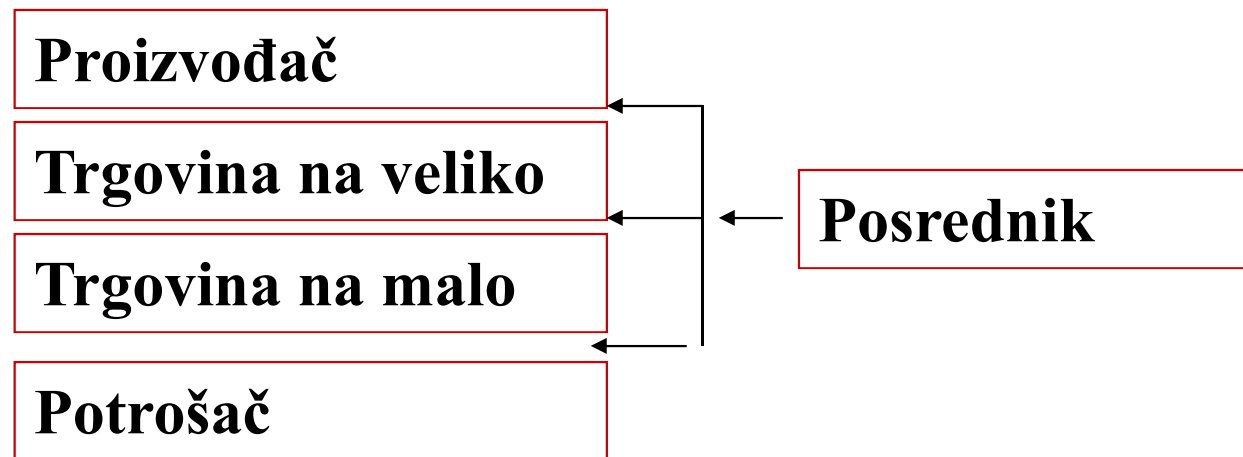 Proizvođač
Trgovina na veliko
Posrednik
Trgovina na malo
Potrošač